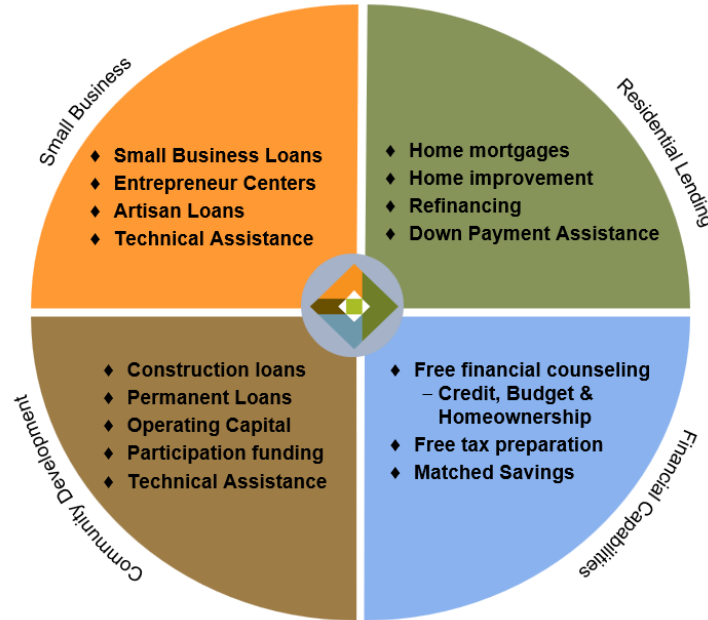 Small Business
♦ Small Business Loans
♦ Entrepreneur Centers
♦ Artisan Loans
♦ Technical Assistance
Residential Lending
♦ Home mortgages
♦ Home improvement
♦ Refinancing
♦ Down Payment Assistance
Community Development
♦ Construction loans
♦ Permanent Loans
♦ Operating Capital
♦ Participation funding
♦ Technical Assistance
Financial Capabilities
♦ Free financial counseling
– Credit, Budget &
Homeownership
♦ Free tax preparation
♦ Matched Savings